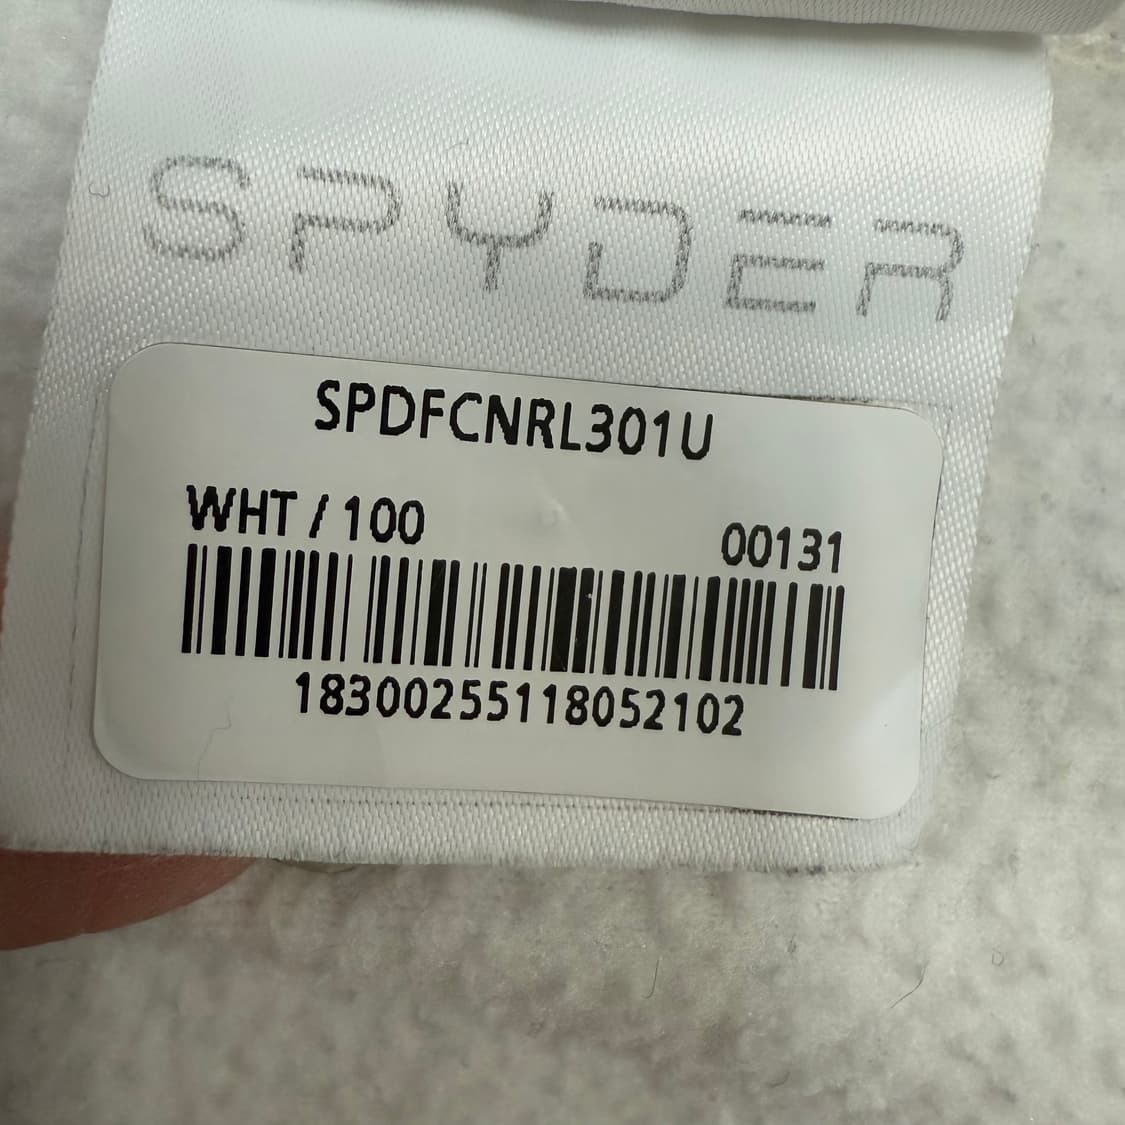 SPYDER
SPDFCNRL301U
WHT / 100
00131
18300255118052102